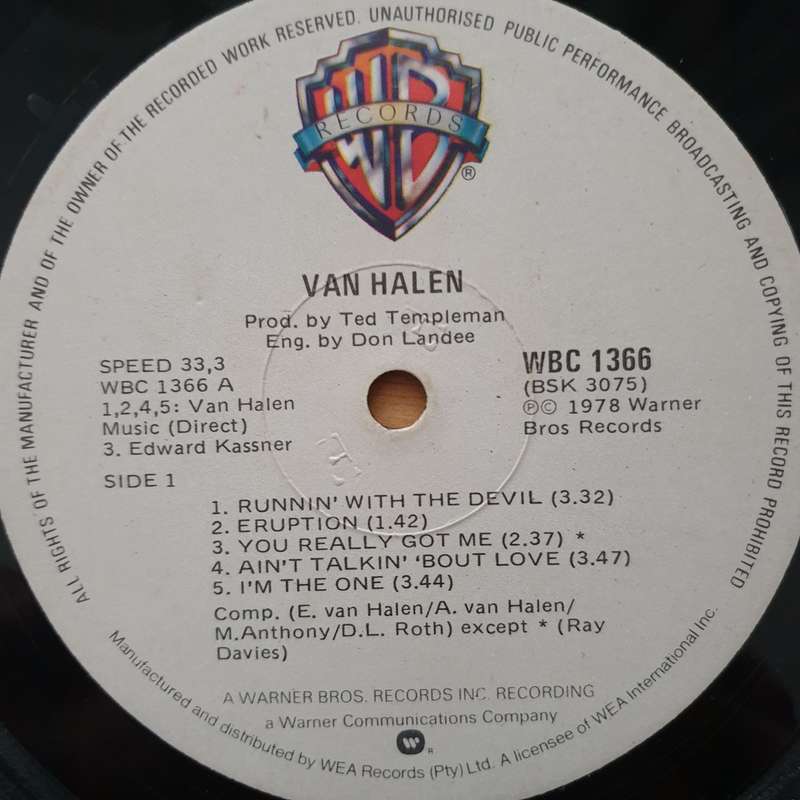 ALL RIGHTS OF THE MANUFACTURER AND OF THE OWNER OF THE RECORDED WORK RESERVED. UNAUTHORISED PUBLIC PERFORMANCE BROADCASTING AND COPYING OF THIS RECORD PROHIBITED
WB
RECORDS
®
VAN HALEN
Prod. by Ted Templeman
Eng. by Don Landee
SPEED 33,3
WBC 1366 A
1,2,4,5: Van Halen
Music (Direct)
3. Edward Kassner
SIDE 1
WBC 1366
(BSK 3075)
℗© 1978 Warner
Bros Records
1. RUNNIN' WITH THE DEVIL (3.32)
2. ERUPTION (1.42)
3. YOU REALLY GOT ME (2.37) *
4. AIN'T TALKIN' 'BOUT LOVE (3.47)
5. I'M THE ONE (3.44)
Comp. (E. van Halen/A. van Halen/
M.Anthony/D.L. Roth) except * (Ray
Davies)
A WARNER BROS. RECORDS INC. RECORDING
a Warner Communications Company
Manufactured and distributed by WEA Records (Pty) Ltd. A licensee of WEA International Inc.